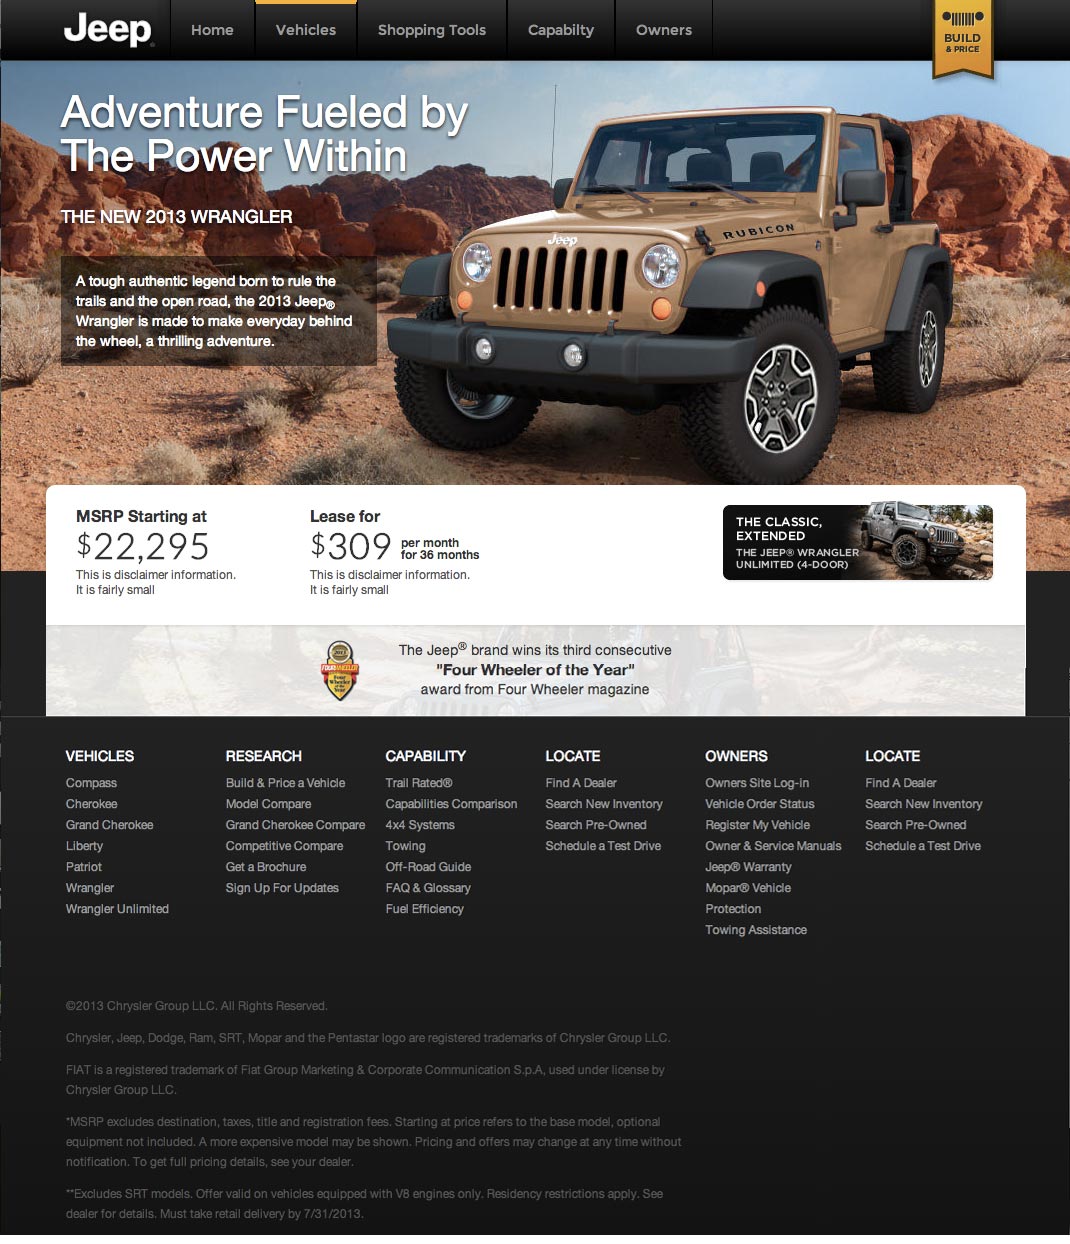 Jeep
Home
Vehicles
Shopping Tools
Capabilty
Owners
BUILD
& PRICE
Adventure Fueled by
The Power Within
THE NEW 2013 WRANGLER
A tough authentic legend born to rule the
trails and the open road, the 2013 Jeep®
Wrangler is made to make everyday behind
the wheel, a thrilling adventure.
Jeep
RUBICON
MSRP Starting at
$22,295
This is disclaimer information.
It is fairly small
Lease for
$309 per month
for 36 months
This is disclaimer information.
It is fairly small
THE CLASSIC,
EXTENDED
THE JEEP® WRANGLER
UNLIMITED (4-DOOR)
2013
FOURWHEELER
Four
Wheeler
of the
Year
The Jeep® brand wins its third consecutive
"Four Wheeler of the Year"
award from Four Wheeler magazine
VEHICLES
Compass
Cherokee
Grand Cherokee
Liberty
Patriot
Wrangler
Wrangler Unlimited
RESEARCH
Build & Price a Vehicle
Model Compare
Grand Cherokee Compare
Competitive Compare
Get a Brochure
Sign Up For Updates
CAPABILITY
Trail Rated®
Capabilities Comparison
4x4 Systems
Towing
Off-Road Guide
FAQ & Glossary
Fuel Efficiency
LOCATE
Find A Dealer
Search New Inventory
Search Pre-Owned
Schedule a Test Drive
OWNERS
Owners Site Log-in
Vehicle Order Status
Register My Vehicle
Owner & Service Manuals
Jeep® Warranty
Mopar® Vehicle
Protection
Towing Assistance
LOCATE
Find A Dealer
Search New Inventory
Search Pre-Owned
Schedule a Test Drive
©2013 Chrysler Group LLC. All Rights Reserved.
Chrysler, Jeep, Dodge, Ram, SRT, Mopar and the Pentastar logo are registered trademarks of Chrysler Group LLC.
FIAT is a registered trademark of Fiat Group Marketing & Corporate Communication S.p.A, used under license by
Chrysler Group LLC.
*MSRP excludes destination, taxes, title and registration fees. Starting at price refers to the base model, optional
equipment not included. A more expensive model may be shown. Pricing and offers may change at any time without
notification. To get full pricing details, see your dealer.
**Excludes SRT models. Offer valid on vehicles equipped with V8 engines only. Residency restrictions apply. See
dealer for details. Must take retail delivery by 7/31/2013.